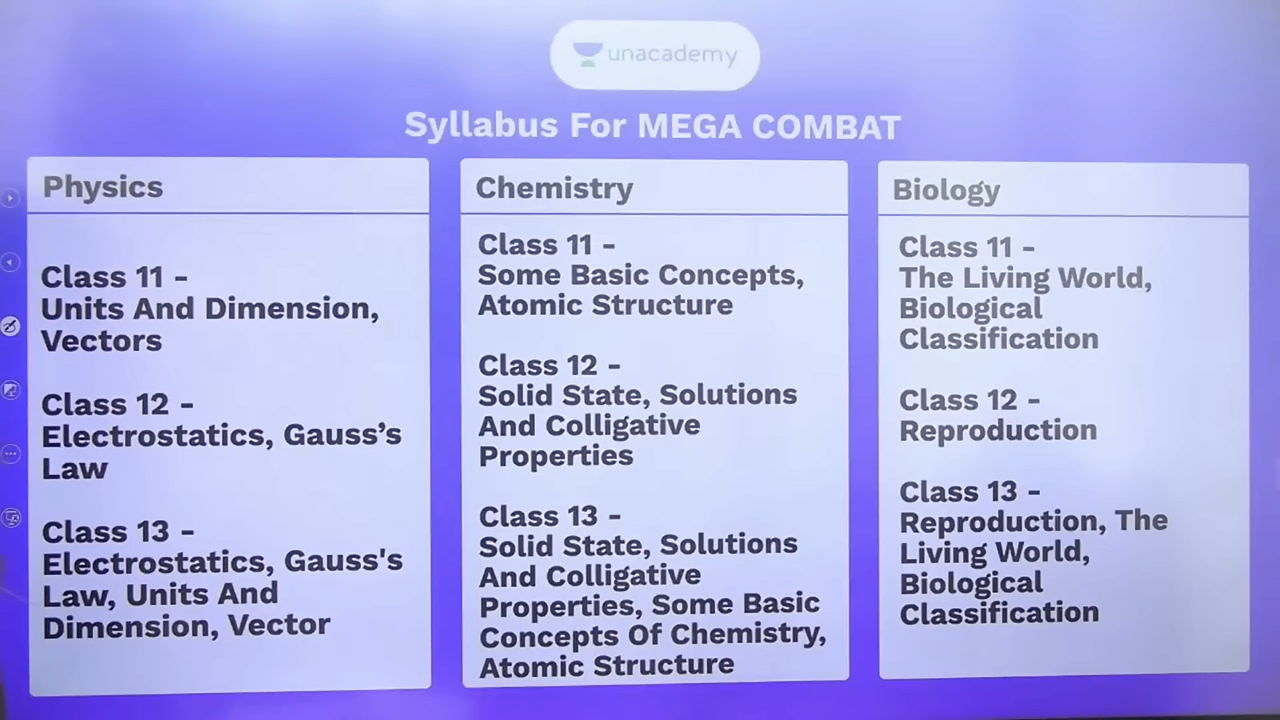 unacademy
Syllabus For MEGA COMBAT
Physics
Class 11 -
Units And Dimension,
Vectors
Class 12 -
Electrostatics, Gauss’s
Law
Class 13 -
Electrostatics, Gauss's
Law, Units And
Dimension, Vector
Chemistry
Class 11 -
Some Basic Concepts,
Atomic Structure
Class 12 -
Solid State, Solutions
And Colligative
Properties
Class 13 -
Solid State, Solutions
And Colligative
Properties, Some Basic
Concepts Of Chemistry,
Atomic Structure
Biology
Class 11 -
The Living World,
Biological
Classification
Class 12 -
Reproduction
Class 13 -
Reproduction, The
Living World,
Biological
Classification